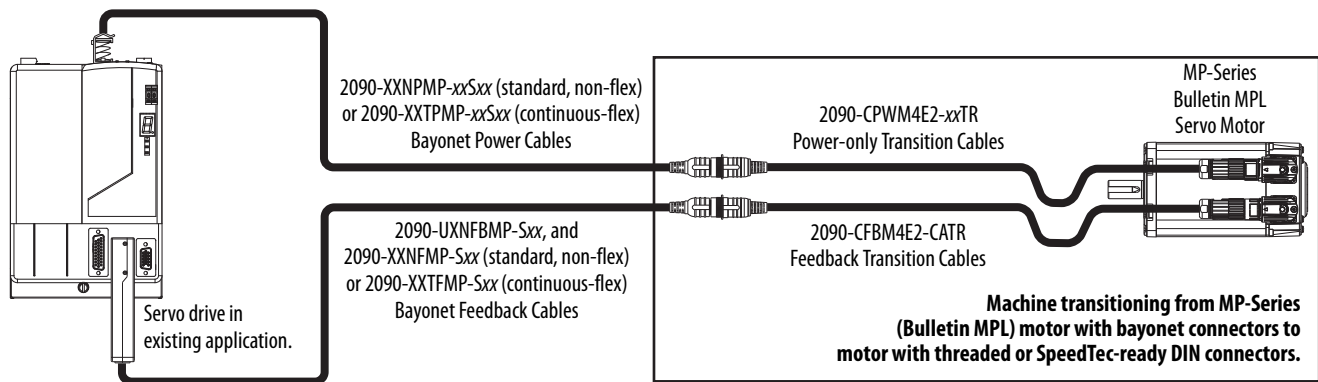 2090-XXNPMP-xxSxx (standard, non-flex)
or 2090-XXTPMP-xxSxx (continuous-flex)
Bayonet Power Cables
2090-CPWM4E2-xxTR
Power-only Transition Cables
MP-Series
Bulletin MPL
Servo Motor
2090-UXNFBMP-Sxx, and
2090-XXNFMP-Sxx (standard, non-flex)
or 2090-XXTFMP-Sxx (continuous-flex)
Bayonet Feedback Cables
2090-CFBM4E2-CATR
Feedback Transition Cables
Servo drive in
existing application.
Machine transitioning from MP-Series
(Bulletin MPL) motor with bayonet connectors to
motor with threaded or SpeedTec-ready DIN connectors.